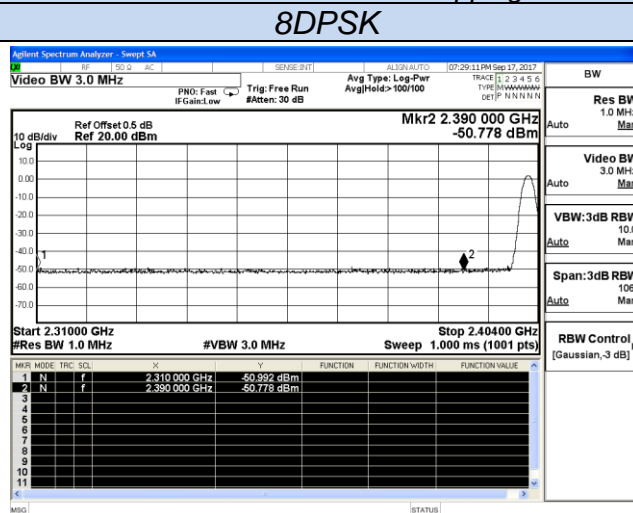 8DPSK
Agilent Spectrum Analyzer - Swept SA
RF 50 Ω AC SENSE:INT ALIGN AUTO 07:29:11 PM Sep 17, 2017
Video BW 3.0 MHz
PNO: Fast
IFGain:Low
Trig: Free Run
#Atten: 30 dB
Avg Type: Log-Pwr
Avg|Hold:> 100/100
TRACE 1 2 3 4 5 6
TYPE M
DET P N N N N N
Ref Offset 0.5 dB
10 dB/div Ref 20.00 dBm
Log
Mkr2 2.390 000 GHz
-50.778 dBm
10.0
0.00
-10.0
-20.0
-30.0
-40.0
-50.0
-60.0
-70.0
1
2
Start 2.31000 GHz Stop 2.40400 GHz
#Res BW 1.0 MHz #VBW 3.0 MHz Sweep 1.000 ms (1001 pts)
MKR MODE TRC SCL X Y FUNCTION FUNCTION WIDTH FUNCTION VALUE
1 N f 2.310 000 GHz -50.992 dBm
2 N f 2.390 000 GHz -50.778 dBm
3
4
5
6
7
8
9
10
11
MSG STATUS
BW
Res BW
1.0 MHz
Auto Man
Video BW
3.0 MHz
Auto Man
VBW:3dB RBW
10.0
Auto Man
Span:3dB RBW
106
Auto Man
RBW Control
[Gaussian,-3 dB]